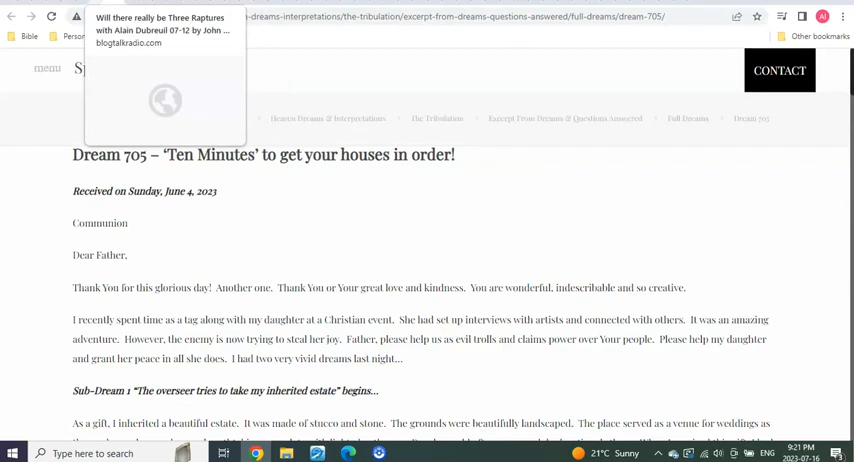 Will there really be Three Raptures
with Alain Dubreuil 07-12 by John ...
blogtalkradio.com
-dreams-interpretations/the-tribulation/excerpt-from-dreams-questions-answered/full-dreams/dream-705/
Al
Bible
Other bookmarks
menu
CONTACT
Heaven Dreams & Interpretations
The Tribulation
Excerpt From Dreams & Questions Answered
Full Dreams
Dream 705
Dream 705 – ‘Ten Minutes’ to get your houses in order!
Received on Sunday, June 4, 2023
Communion
Dear Father,
Thank You for this glorious day! Another one. Thank You or Your great love and kindness. You are wonderful, indescribable and so creative.
I recently spent time as a tag along with my daughter at a Christian event. She had set up interviews with artists and connected with others. It was an amazing
adventure. However, the enemy is now trying to steal her joy. Father, please help us as evil trolls and claims power over Your people. Please help my daughter
and grant her peace in all she does. I had two very vivid dreams last night…
Sub-Dream 1 “The overseer tries to take my inherited estate” begins…
As a gift, I inherited a beautiful estate. It was made of stucco and stone. The grounds were beautifully landscaped. The place served as a venue for weddings as
Type here to search
21°C Sunny
ENG
9:21 PM
2023-07-16
3